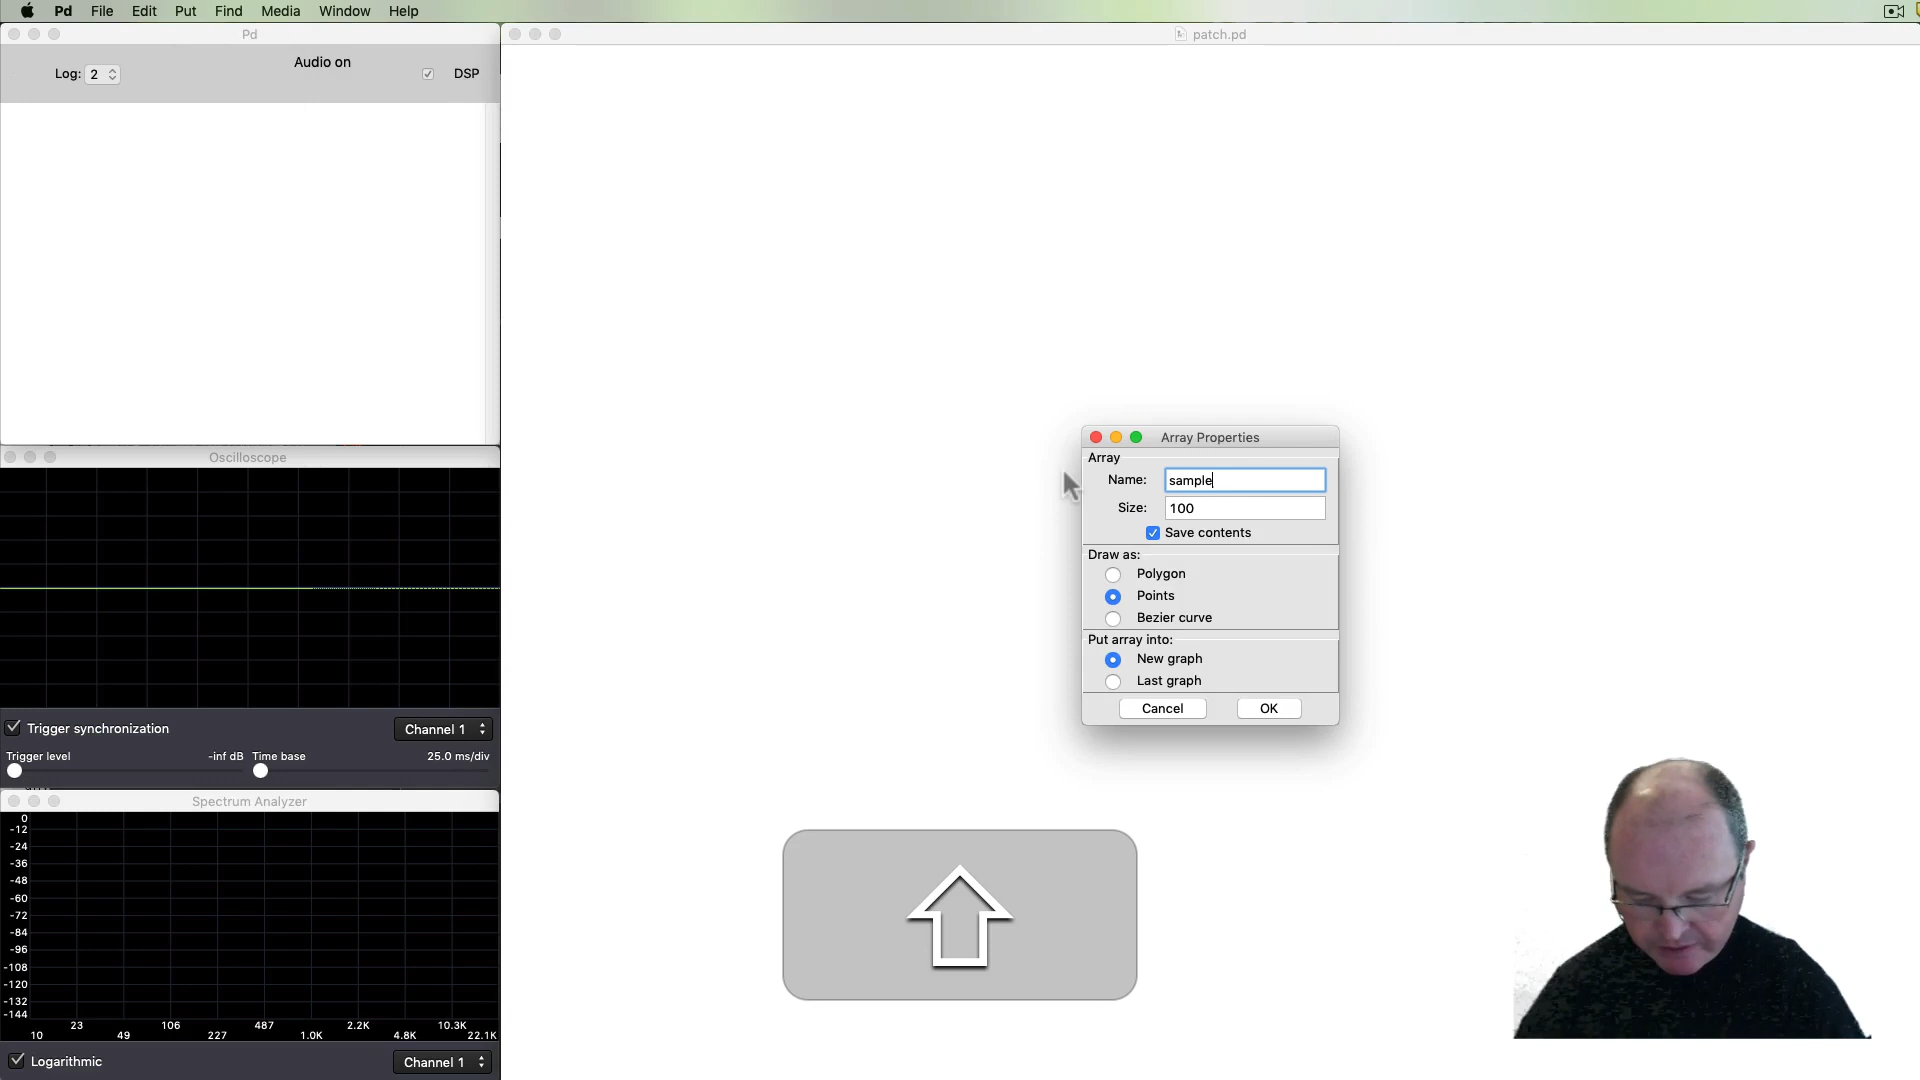 Pd File Edit Put Find Media Window Help
Pd
Log: 2
Audio on
DSP
patch.pd
Array Properties
Array
Name: sample
Size: 100
Save contents
Draw as:
Polygon
Points
Bezier curve
Put array into:
New graph
Last graph
Cancel OK
Oscilloscope
Trigger synchronization
Channel 1
Trigger level -inf dB Time base 25.0 ms/div
Spectrum Analyzer
0
-12
-24
-36
-48
-60
-72
-84
-96
-108
-120
-132
-144
23 106 487 2.2K 10.3K
10 49 227 1.0K 4.8K 22.1K
Logarithmic
Channel 1